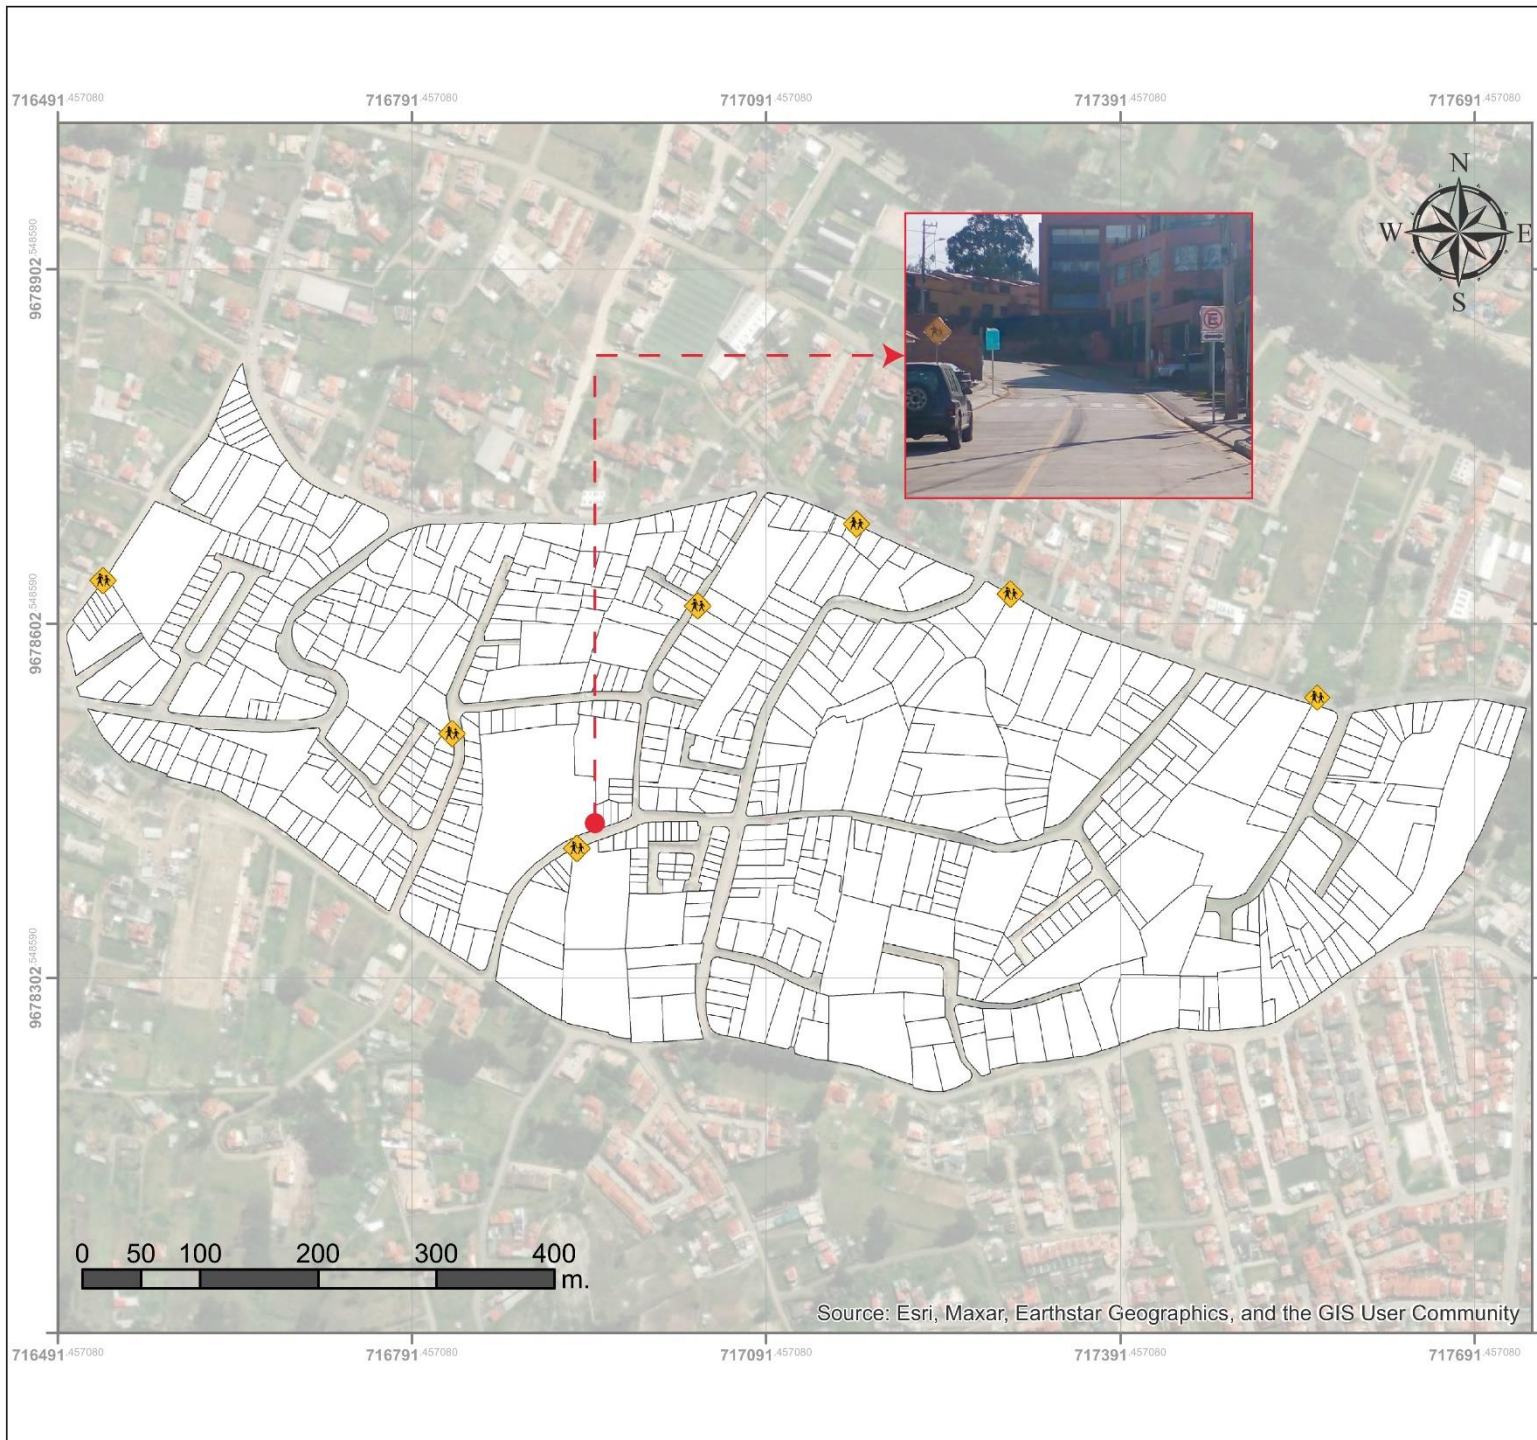 716491.457080 716791.457080 717091.457080 717391.457080 717691.457080
N
W E
S
9678902.548590
E
9678602.548590
9678302.548590
0 50 100 200 300 400
m.
Source: Esri, Maxar, Earthstar Geographics, and the GIS User Community
716491.457080 716791.457080 717091.457080 717391.457080 717691.457080